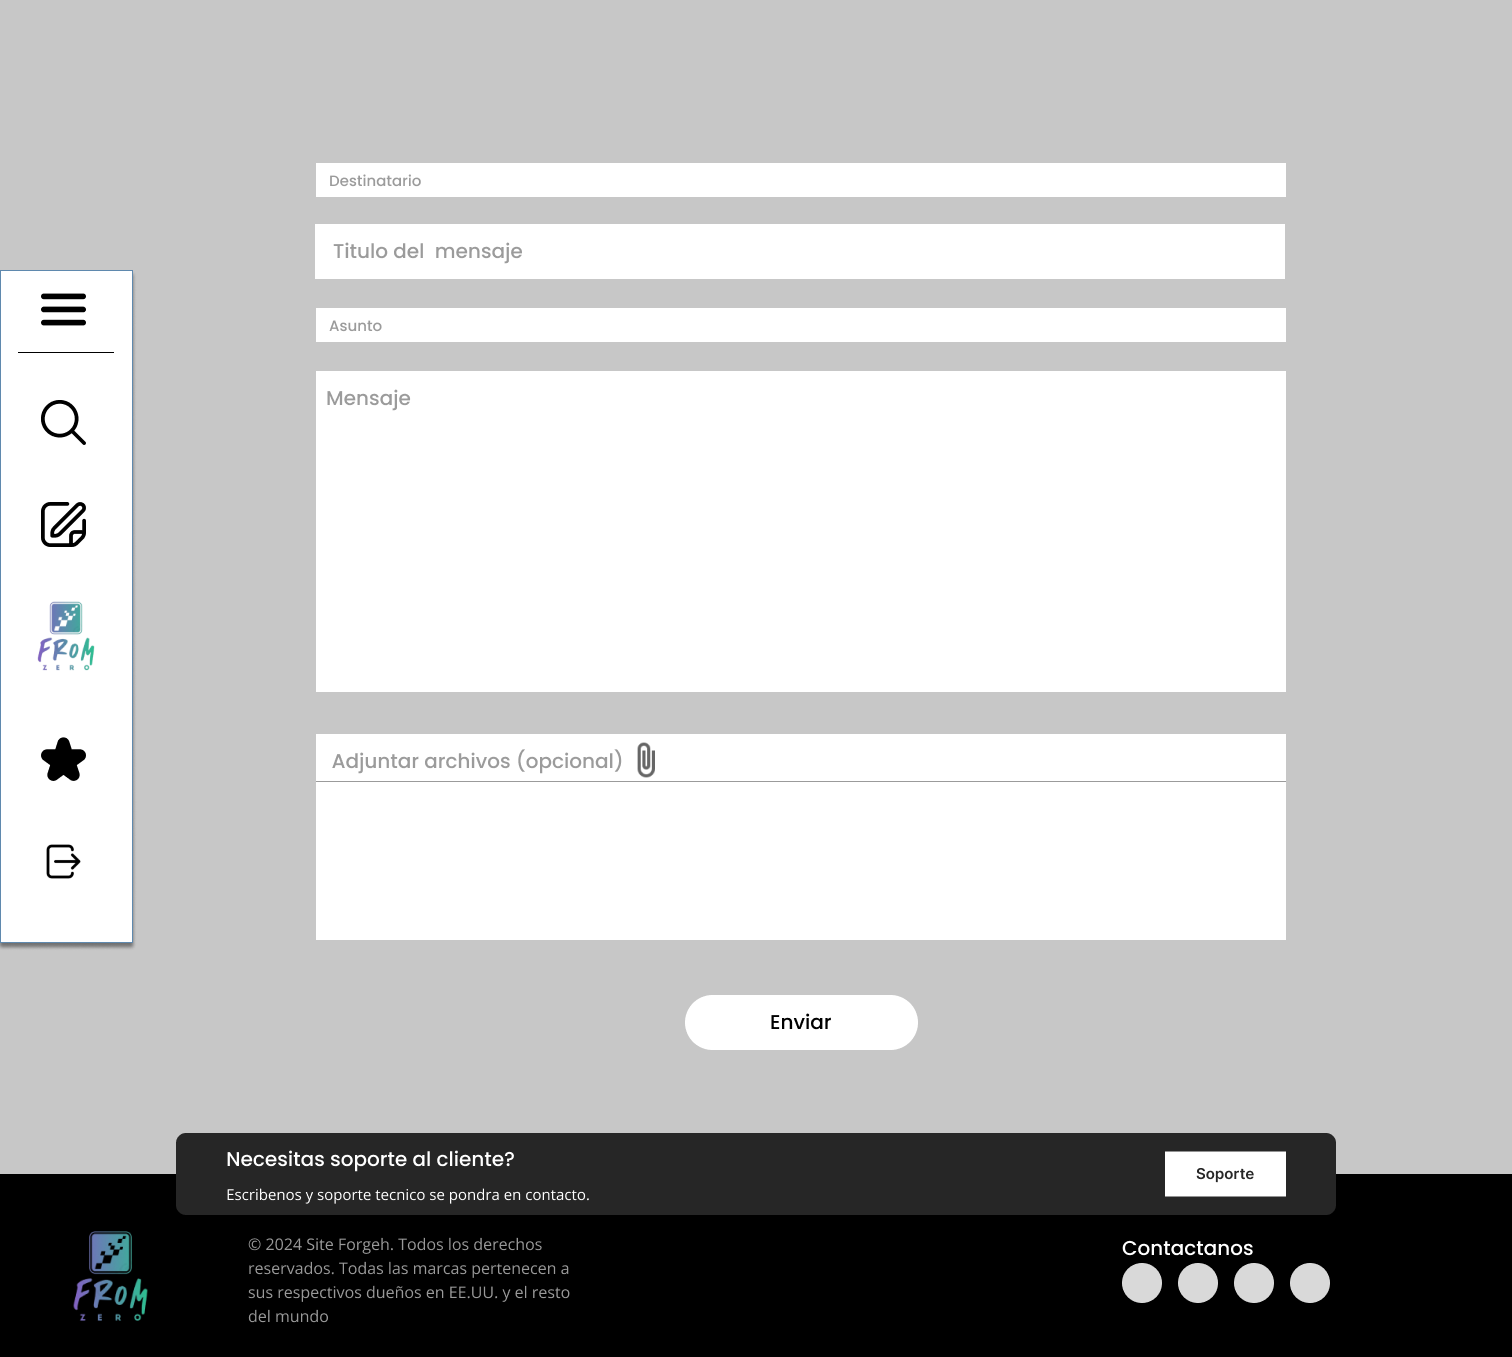 Destinatario
Titulo del  mensaje
Asunto
Mensaje
FROM
ZERO
Adjuntar archivos (opcional)
Enviar
Necesitas soporte al cliente?
Escribenos y soporte tecnico se pondra en contacto.
Soporte
FROM
ZERO
© 2024 Site Forgeh. Todos los derechos
reservados. Todas las marcas pertenecen a
sus respectivos dueños en EE.UU. y el resto
del mundo
Contactanos